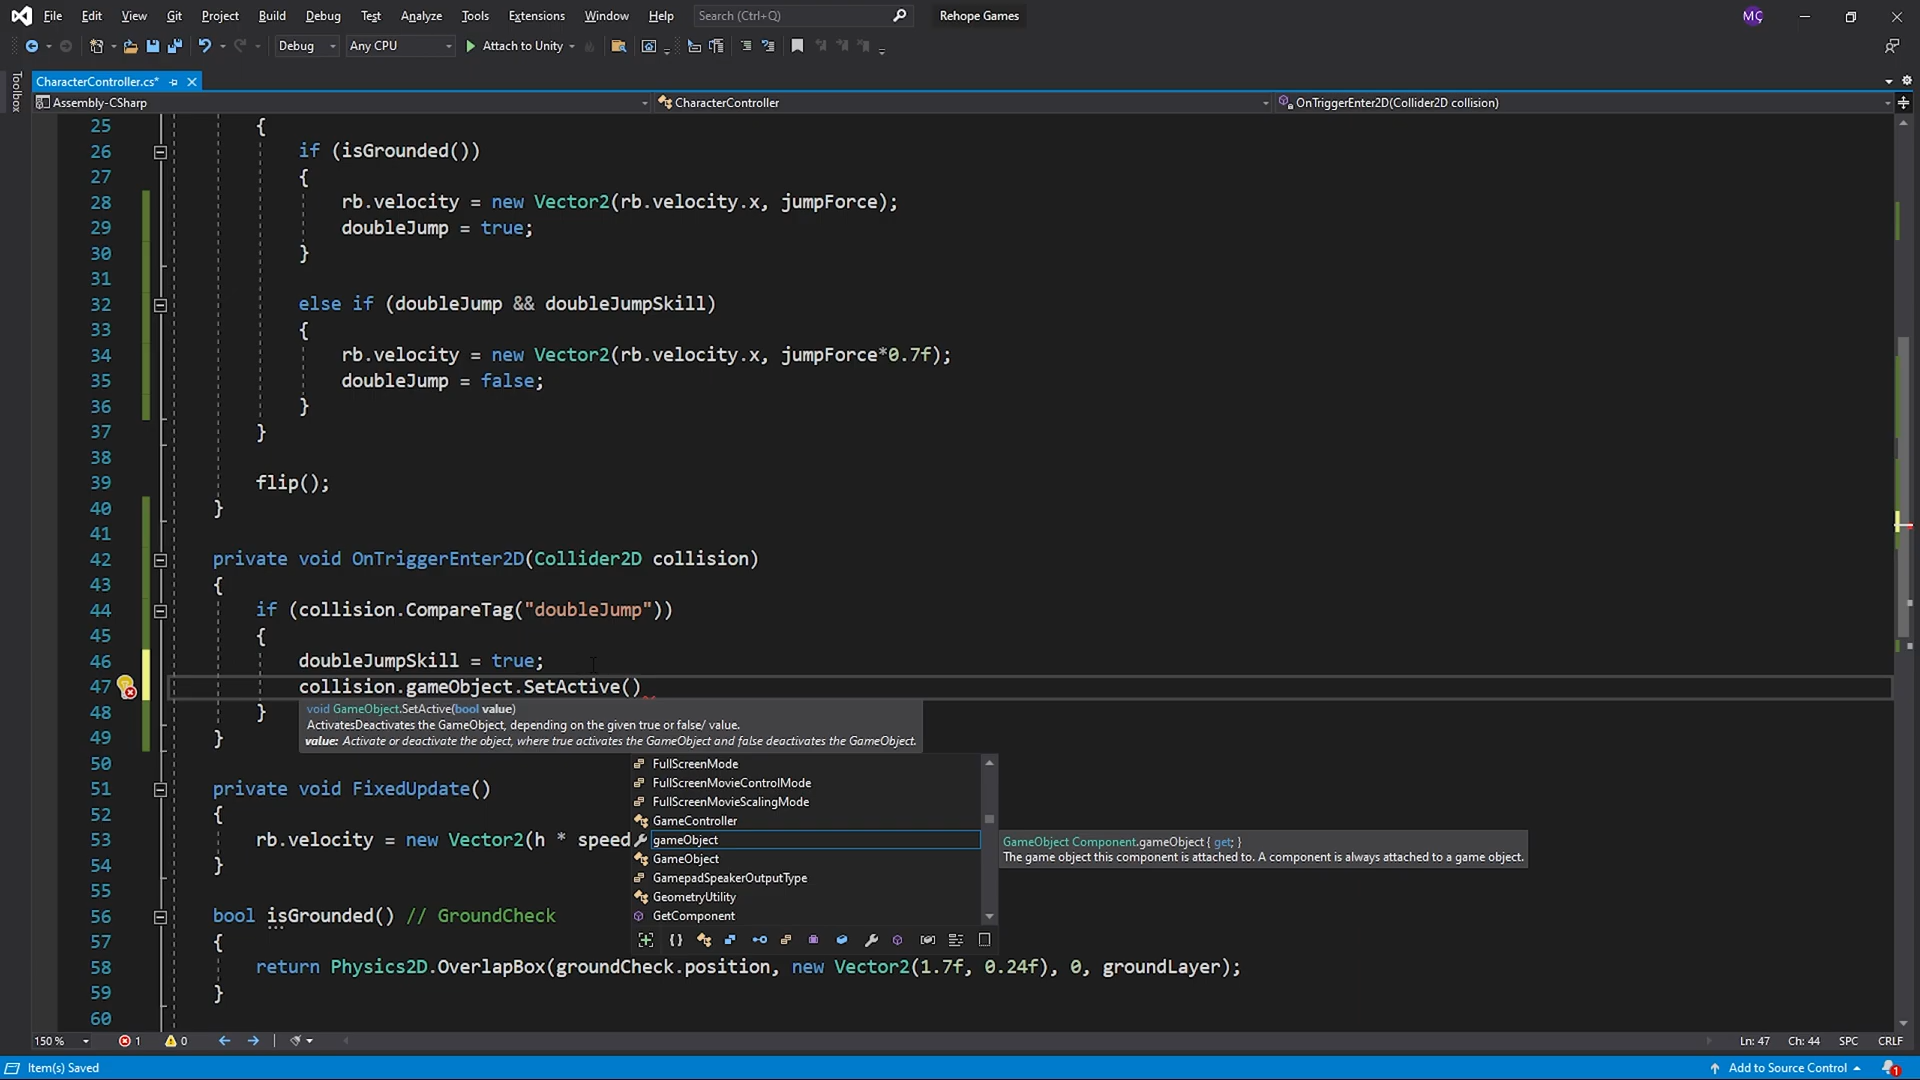 File Edit View Git Project Build Debug Test Analyze Tools Extensions Window Help Search (Ctrl+Q) Rehope Games MÇ
Debug Any CPU Attach to Unity
Toolbox
CharacterController.cs*
Assembly-CSharp CharacterController OnTriggerEnter2D(Collider2D collision)
25 {
26 if (isGrounded())
27 {
28 rb.velocity = new Vector2(rb.velocity.x, jumpForce);
29 doubleJump = true;
30 }
31
32 else if (doubleJump && doubleJumpSkill)
33 {
34 rb.velocity = new Vector2(rb.velocity.x, jumpForce*0.7f);
35 doubleJump = false;
36 }
37 }
38
39 flip();
40 }
41
42 private void OnTriggerEnter2D(Collider2D collision)
43 {
44 if (collision.CompareTag("doubleJump"))
45 {
46 doubleJumpSkill = true;
47 collision.gameObject.SetActive()
48 }
void GameObject.SetActive(bool value)
ActivatesDeactivates the GameObject, depending on the given true or false/ value.
value: Activate or deactivate the object, where true activates the GameObject and false deactivates the GameObject.
49 }
50
51 private void FixedUpdate()
52 {
53 rb.velocity = new Vector2(h * speed
54 }
55
56 bool isGrounded() // GroundCheck
57 {
58 return Physics2D.OverlapBox(groundCheck.position, new Vector2(1.7f, 0.24f), 0, groundLayer);
59 }
60
FullScreenMode
FullScreenMovieControlMode
FullScreenMovieScalingMode
GameController
gameObject
GameObject
GamepadSpeakerOutputType
GeometryUtility
GetComponent
GameObject Component.gameObject { get; }
The game object this component is attached to. A component is always attached to a game object.
150 % 1 0 Ln: 47 Ch: 44 SPC CRLF
Item(s) Saved Add to Source Control 1